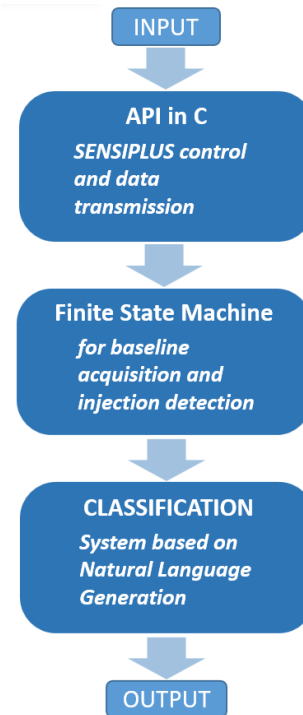 INPUT
API in C
SENSIPLUS control
and data
transmission
Finite State Machine
for baseline
acquisition and
injection detection
CLASSIFICATION
System based on
Natural Language
Generation
OUTPUT